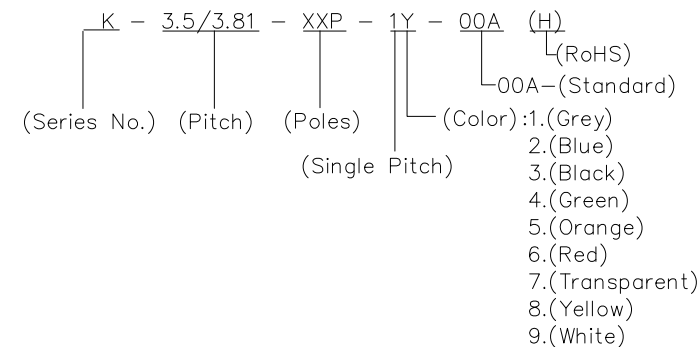 K - 3.5/3.81 - XXP - 1Y - 00A (H)
(RoHS)
00A-(Standard)
(Series No.) (Pitch) (Poles) (Color):1.(Grey)
2.(Blue)
(Single Pitch)
3.(Black)
4.(Green)
5.(Orange)
6.(Red)
7.(Transparent)
8.(Yellow)
9.(White)